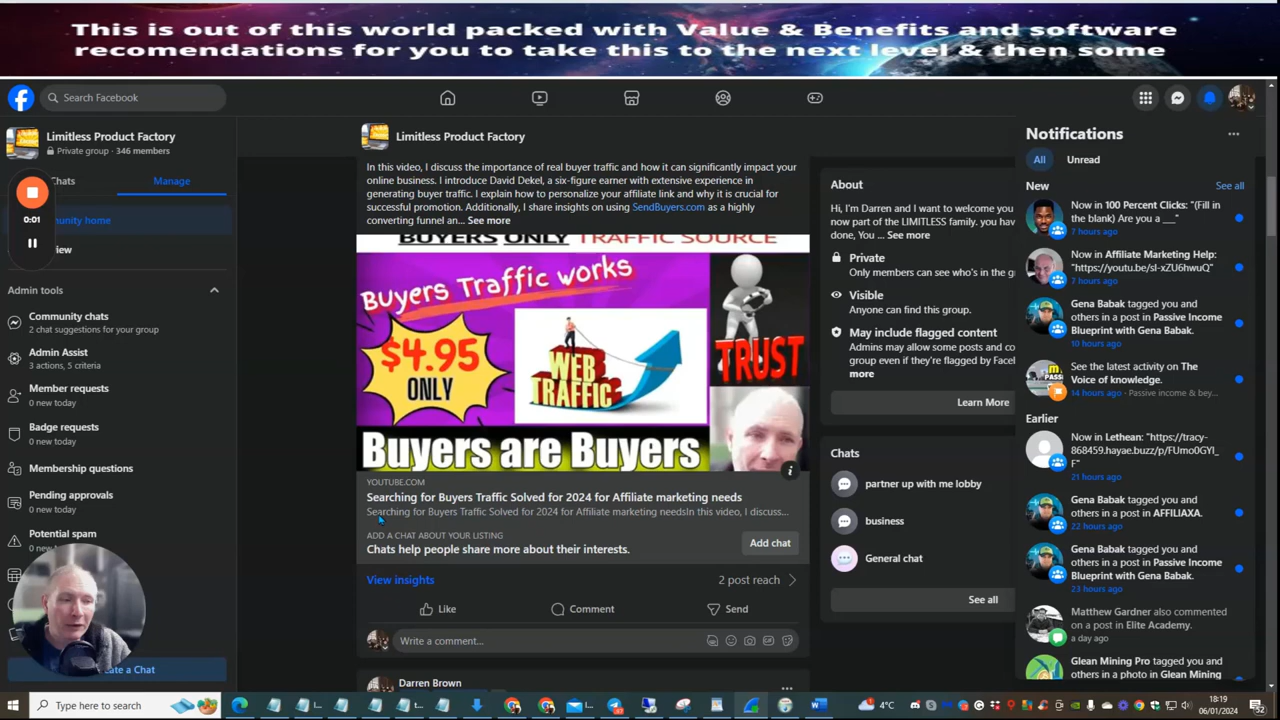 This is out of this world packed with Value & Benefits and software
recomendations for you to take this to the next level & then some
Search Facebook
Limitless Product Factory
Private group · 346 members
Chats
Manage
munity home
view
0:01
Admin tools
Community chats
2 chat suggestions for your group
Admin Assist
3 actions, 5 criteria
Member requests
0 new today
Badge requests
0 new today
Membership questions
Pending approvals
0 new today
Potential spam
0 new
ate a Chat
Limitless Product Factory
In this video, I discuss the importance of real buyer traffic and how it can significantly impact your
online business. I introduce David Dekel, a six-figure earner with extensive experience in
generating buyer traffic. I explain how to personalize your affiliate link and why it is crucial for
successful promotion. Additionally, I share insights on using SendBuyers.com as a highly
converting funnel an... See more
BUYERS ONLY TRAFFIC SOURCE
Buyers Traffic works
$4.95
ONLY
WEB
TRAFFIC
TRUST
Buyers are Buyers
YOUTUBE.COM
Searching for Buyers Traffic Solved for 2024 for Affiliate marketing needs
Searching for Buyers Traffic Solved for 2024 for Affiliate marketing needsIn this video, I discuss...
ADD A CHAT ABOUT YOUR LISTING
Chats help people share more about their interests.
Add chat
View insights
2 post reach
Like
Comment
Send
Write a comment...
Darren Brown
About
Hi, I'm Darren and I want to welcome you
to now part of the LIMITLESS family. you hav
done, You ... See more
Private
Only members can see who's in the g
Visible
Anyone can find this group.
May include flagged content
Admins may allow some posts and co
group even if they're flagged by Facel
more
Learn More
Chats
partner up with me lobby
business
General chat
See all
Notifications
All
Unread
New
See all
Now in 100 Percent Clicks: "(Fill in
the blank) Are you a ___"
7 hours ago
Now in Affiliate Marketing Help:
"https://youtu.be/sl-xZU6hwuQ"
7 hours ago
Gena Babak tagged you and
others in a post in Passive Income
Blueprint with Gena Babak.
10 hours ago
See the latest activity on The
Voice of knowledge.
14 hours ago · Passive income & bey...
Earlier
Now in Lethean: "https://tracy-
868459.hayae.buzz/p/FUmo0GYl_
F"
21 hours ago
Gena Babak tagged you and
others in a post in AFFILIAXA.
22 hours ago
Gena Babak tagged you and
others in a post in Passive Income
Blueprint with Gena Babak.
23 hours ago
Matthew Gardner also commented
on a post in Elite Academy.
a day ago
Glean Mining Pro tagged you and
others in a photo in Glean Mining
Type here to search
4°C
18:19
06/01/2024